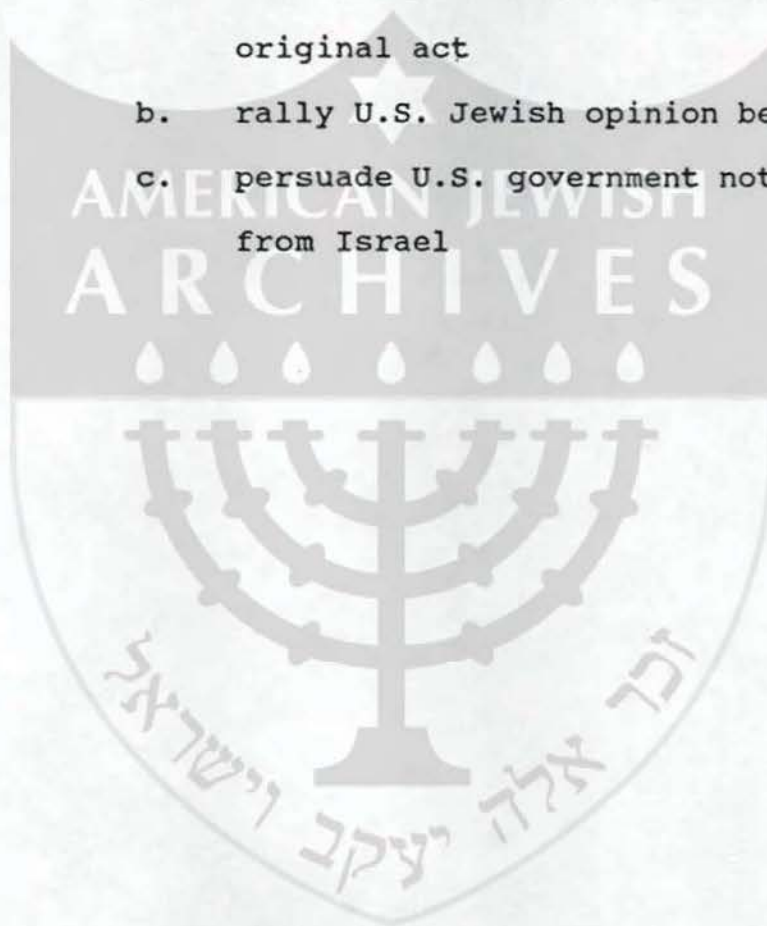 original act
b. rally U.S. Jewish opinion be
c. persuade U.S. government not
from Israel
AMERICAN JEWISH
ARCHIVES
זכר אלה יעקב וישראל